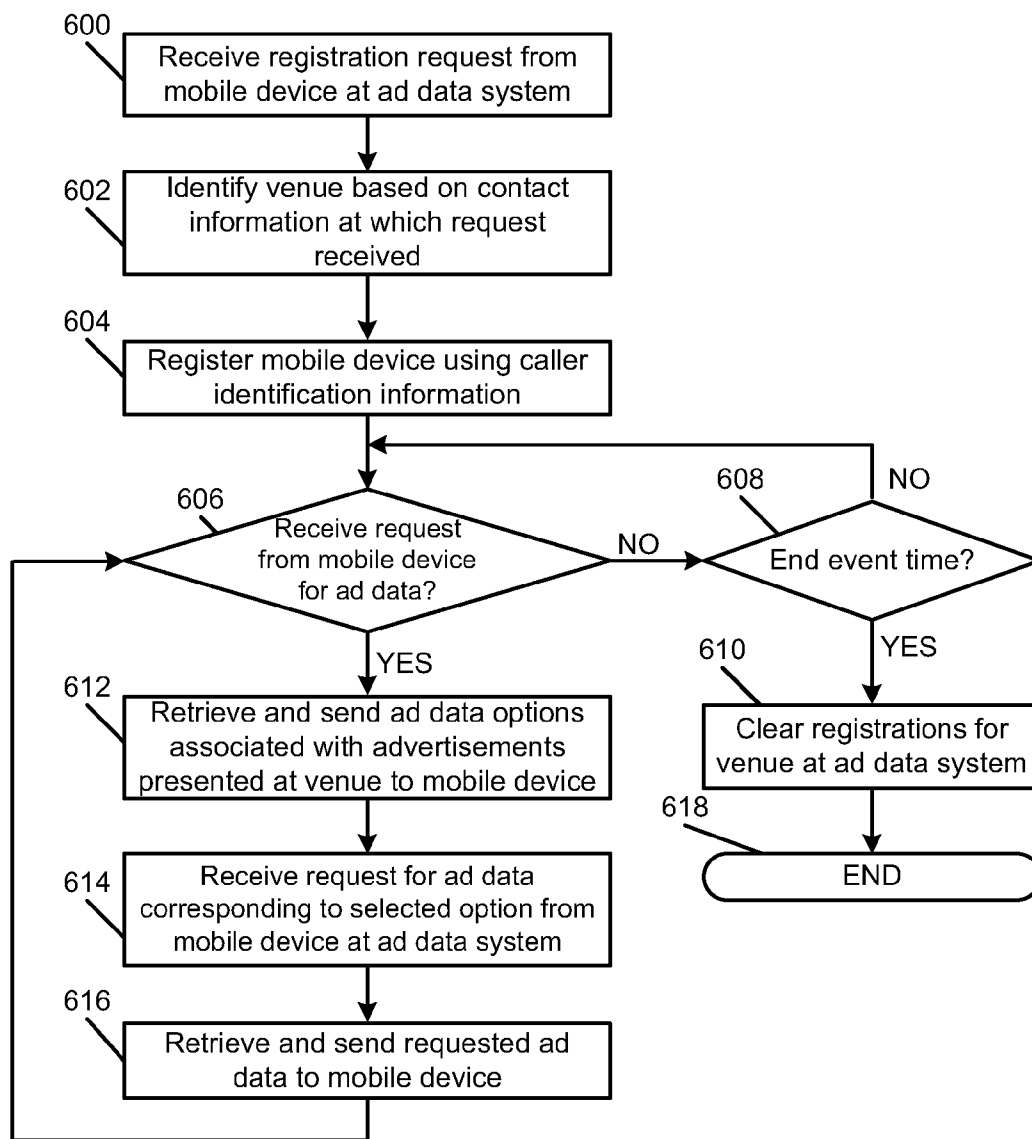 600
Receive registration request from
mobile device at ad data system
602
Identify venue based on contact
information at which request
received
604
Register mobile device using caller
identification information
606
Receive request
from mobile device
for ad data?
NO
608
End event time?
NO
YES
YES
610
Clear registrations for
venue at ad data system
612
Retrieve and send ad data options
associated with advertisements
presented at venue to mobile device
618
END
614
Receive request for ad data
corresponding to selected option from
mobile device at ad data system
616
Retrieve and send requested ad
data to mobile device